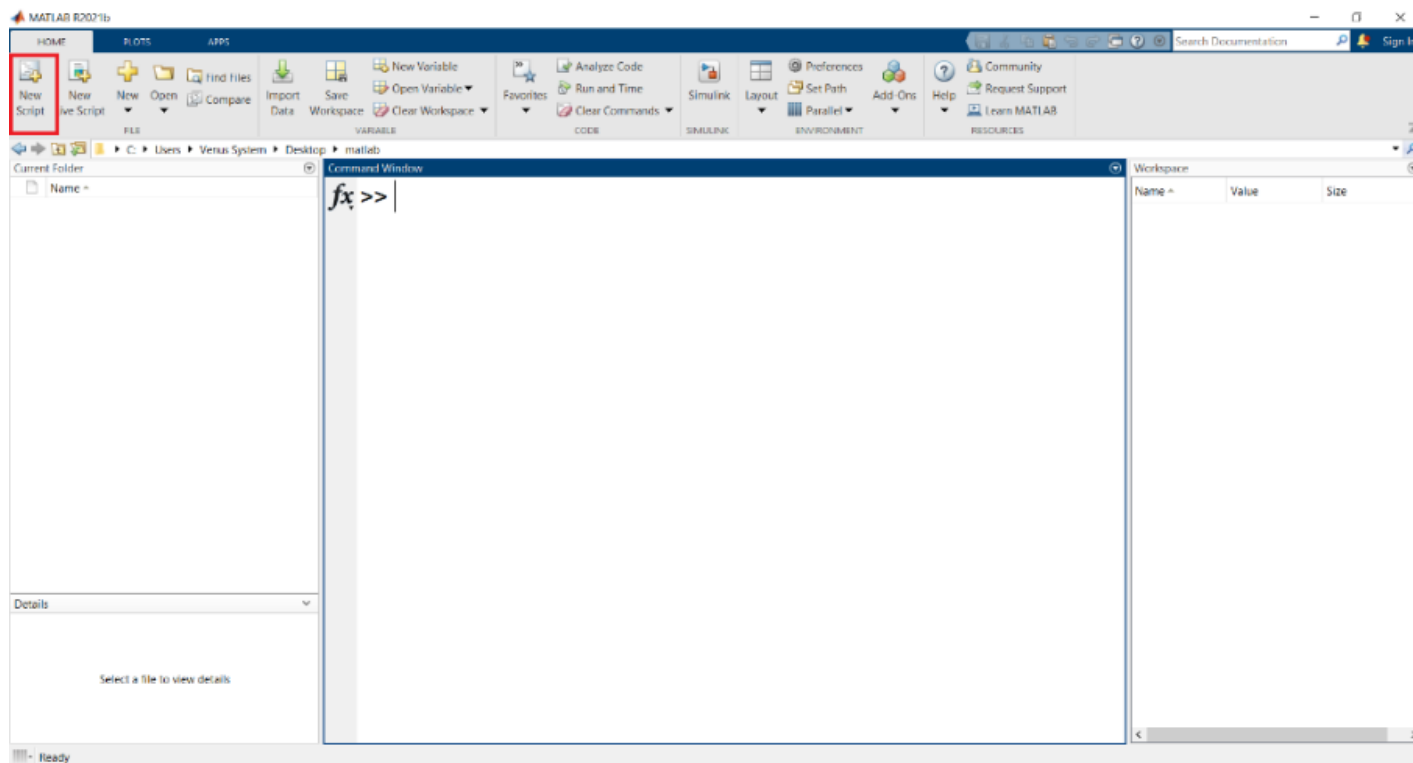 MATLAB R2021b
HOME PLOTS APPS
Search Documentation
Sign I
New Script
New ive Script
New
Open
Find Files
Compare
Import Data
Save Workspace
New Variable
Open Variable
Clear Workspace
Favorites
Analyze Code
Run and Time
Clear Commands
Simulink
Layout
Preferences
Set Path
Parallel
Add-Ons
Help
Community
Request Support
Learn MATLAB
FILE VARIABLE CODE SIMULINK ENVIRONMENT RESOURCES
C: Users Venus System Desktop matlab
Current Folder
Name
Command Window
fx >>
Workspace
Name Value Size
Details
Select a file to view details
Ready